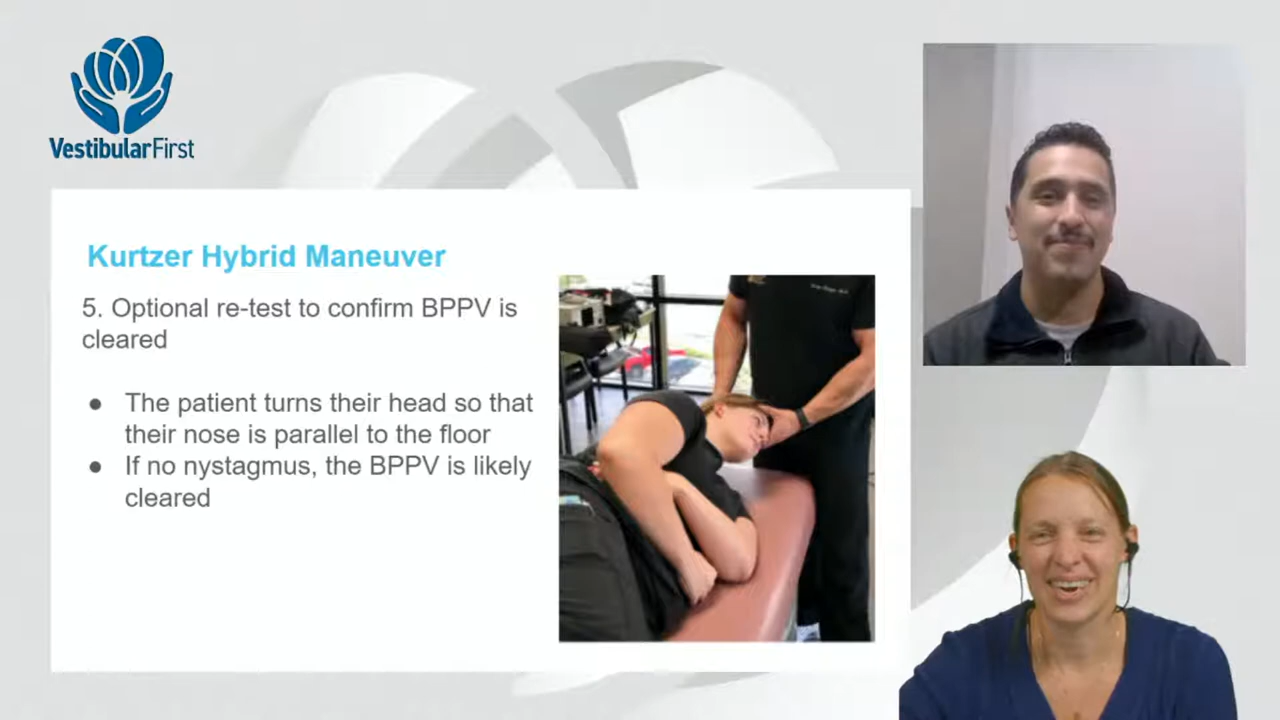 VestibularFirst
Kurtzer Hybrid Maneuver
5. Optional re-test to confirm BPPV is
cleared
● The patient turns their head so that
their nose is parallel to the floor
● If no nystagmus, the BPPV is likely
cleared